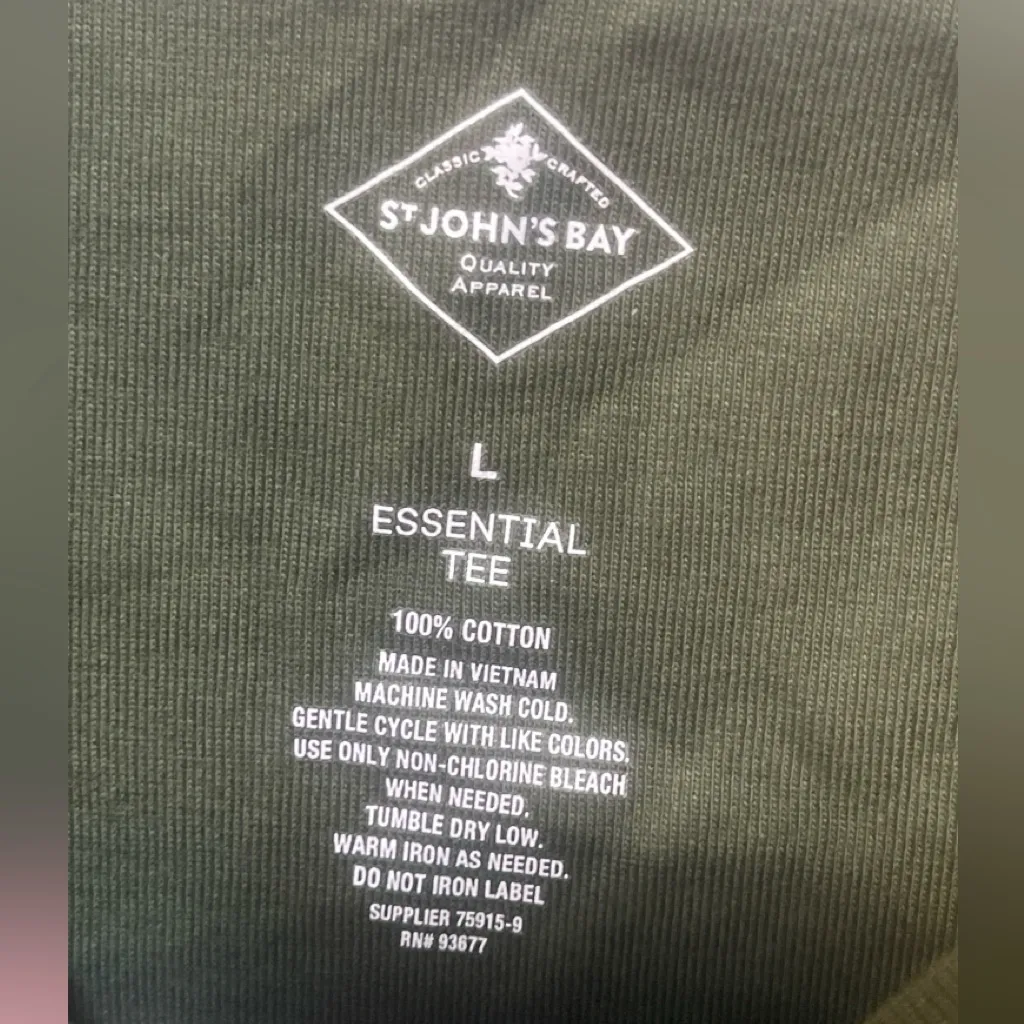 CLASSIC CRAFTED
ST JOHN'S BAY
QUALITY
APPAREL
L
ESSENTIAL
TEE
100% COTTON
MADE IN VIETNAM
MACHINE WASH COLD.
GENTLE CYCLE WITH LIKE COLORS.
USE ONLY NON-CHLORINE BLEACH
WHEN NEEDED.
TUMBLE DRY LOW.
WARM IRON AS NEEDED.
DO NOT IRON LABEL
SUPPLIER 75915-9
RN# 93677